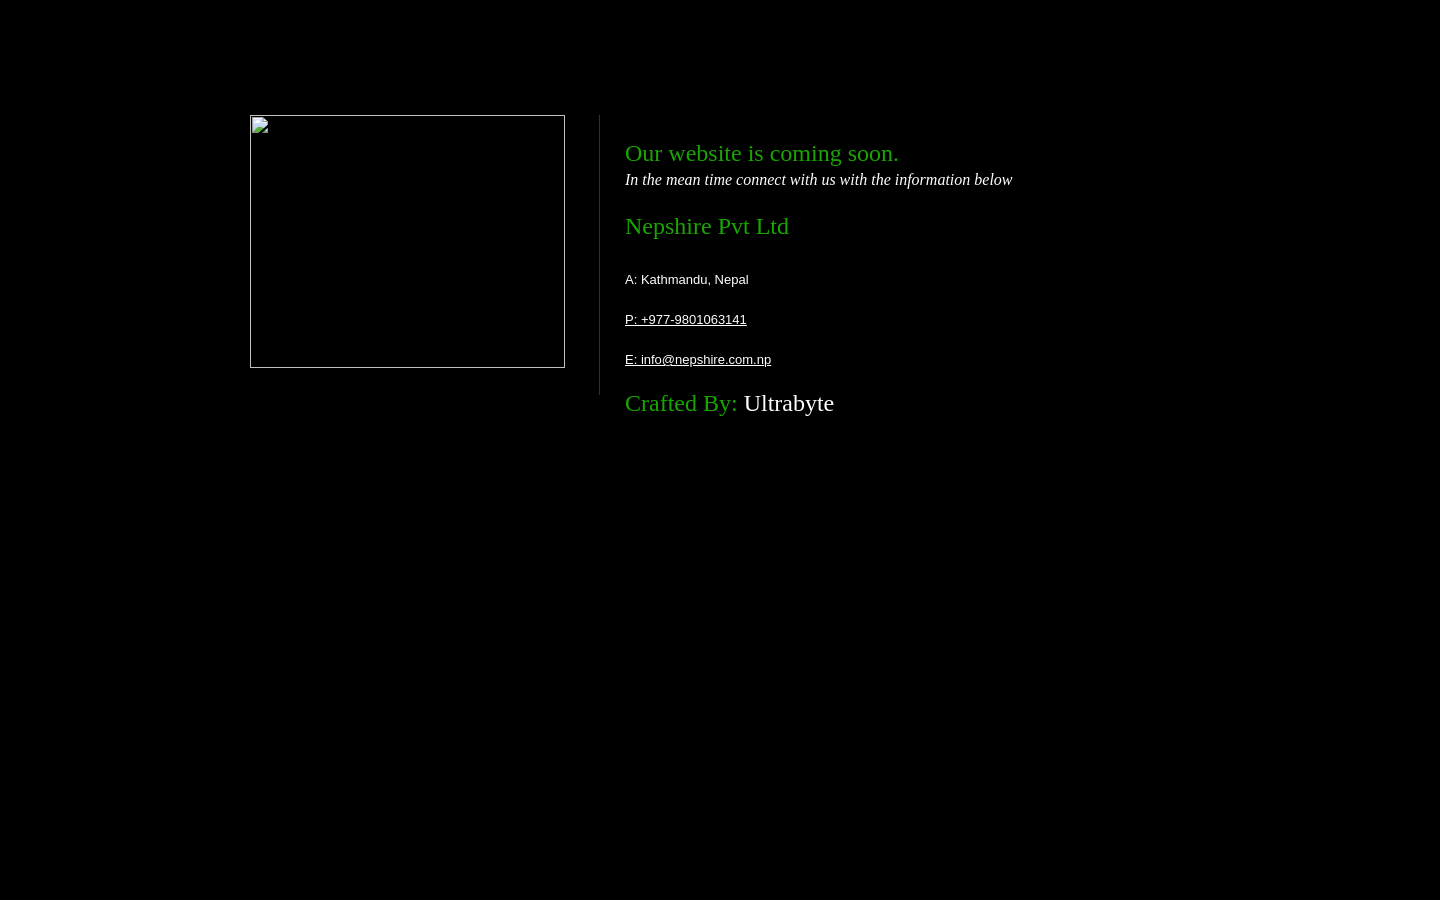 Our website is coming soon.
In the mean time connect with us with the information below
Nepshire Pvt Ltd
A: Kathmandu, Nepal
P: +977-9801063141
E: info@nepshire.com.np
Crafted By: Ultrabyte